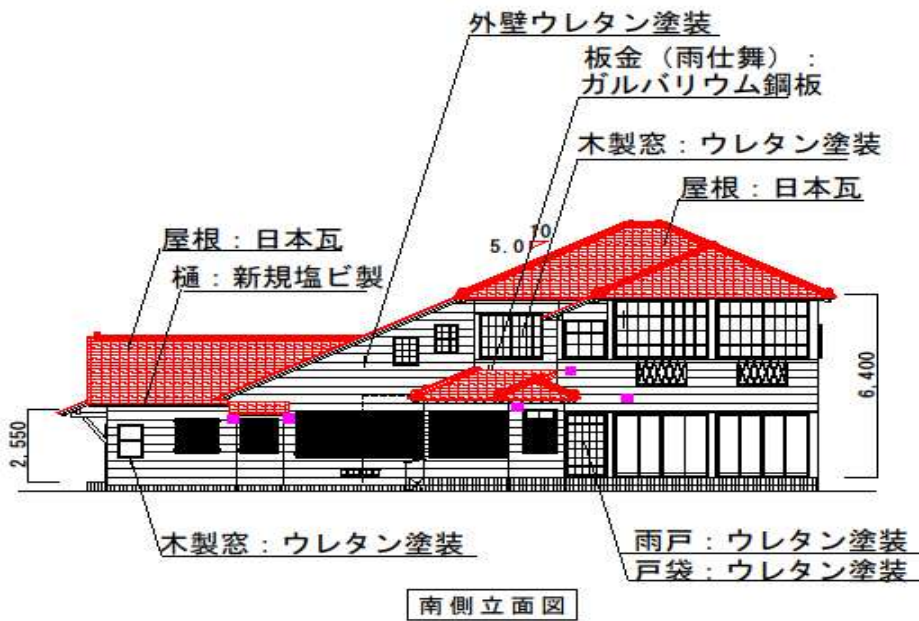 外壁ウレタン塗装
板金（雨仕舞）：
ガルバリウム鋼板
木製窓：ウレタン塗装
屋根：日本瓦
屋根：日本瓦
樋：新規塩ビ製
10
5.0
6,400
2,550
木製窓：ウレタン塗装
雨戸：ウレタン塗装
戸袋：ウレタン塗装
南側立面図